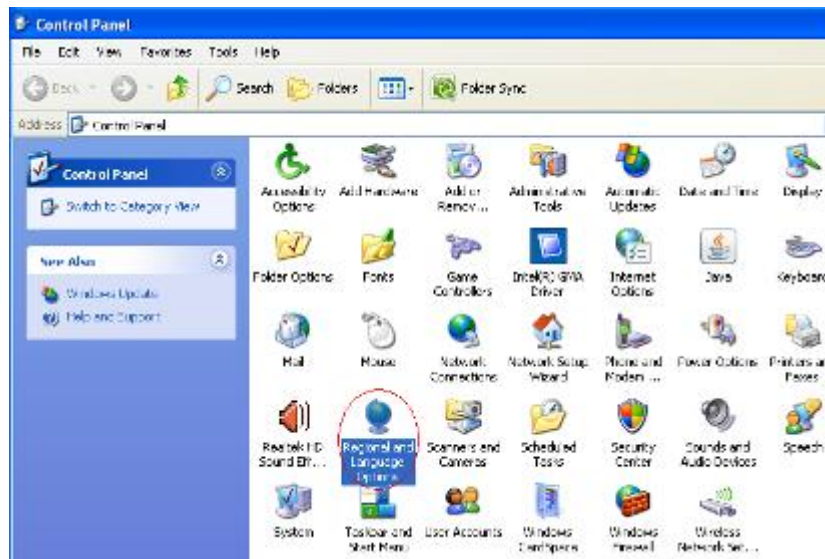 Control Panel
File Edit View Favorites Tools Help
Back Search Folders Folder Sync
Address Control Panel
Control Panel
Switch to Category View
See Also
Windows Update
Help and Support
Accessibility Options
Add Hardware
Add or Remov...
Administrative Tools
Automatic Updates
Date and Time
Display
Folder Options
Fonts
Game Controllers
Intel(R) GMA Driver
Internet Options
Java
Keyboard
Mail
Mouse
Network Connections
Network Setup Wizard
Phone and Modem ...
Power Options
Printers and Faxes
Realtek HD Sound Eff...
Regional and Language Options
Scanners and Cameras
Scheduled Tasks
Security Center
Sounds and Audio Devices
Speech
System
Taskbar and Start Menu
User Accounts
Windows CardSpace
Windows Firewall
Wireless Network Set...